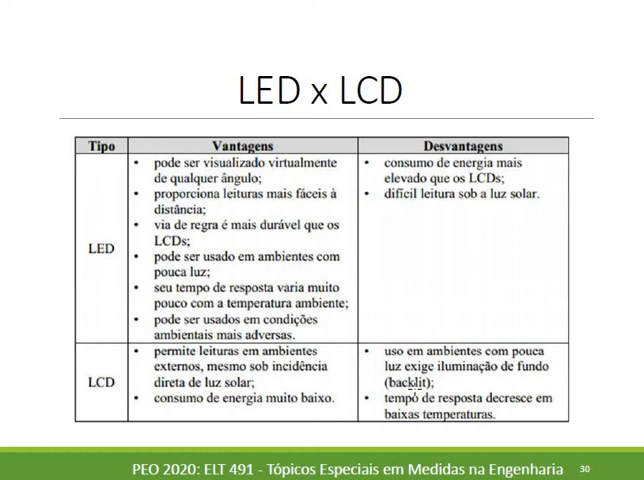 LED x LCD
Tipo Vantagens Desvantagens
LED
• pode ser visualizado virtualmente
de qualquer ângulo;
• proporciona leituras mais fáceis à
distância;
• via de regra é mais durável que os
LCDs;
• pode ser usado em ambientes com
pouca luz;
• seu tempo de resposta varia muito
pouco com a temperatura ambiente;
• pode ser usados em condições
ambientais mais adversas.
• consumo de energia mais
elevado que os LCDs;
• difícil leitura sob a luz solar.
LCD
• permite leituras em ambientes
externos, mesmo sob incidência
direta de luz solar;
• consumo de energia muito baixo.
• uso em ambientes com pouca
luz exige iluminação de fundo
(backlit);
• tempo de resposta decresce em
baixas temperaturas.
PEO 2020: ELT 491 - Tópicos Especiais em Medidas na Engenharia 30